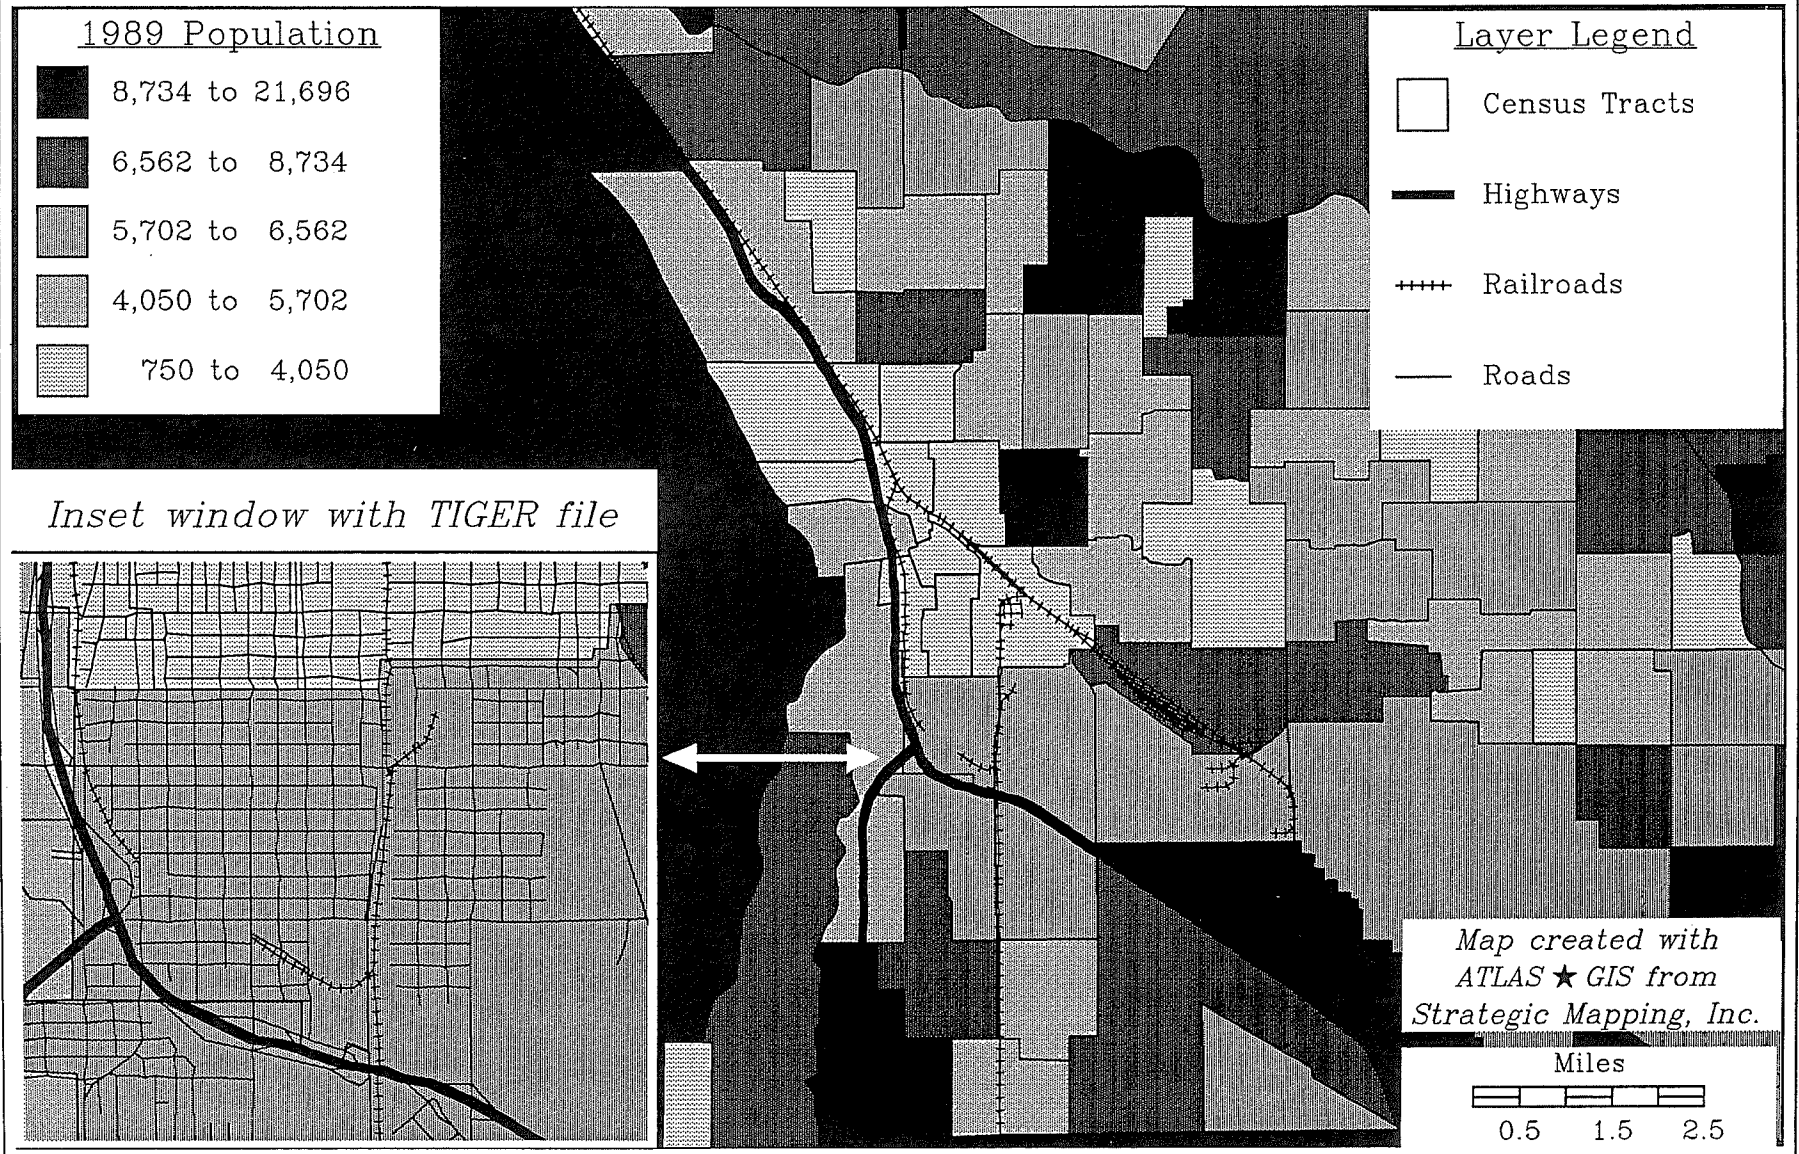 1989 Population
8,734 to 21,696
6,562 to 8,734
5,702 to 6,562
4,050 to 5,702
750 to 4,050
Layer Legend
Census Tracts
Highways
Railroads
Roads
Inset window with TIGER file
Map created with
ATLAS ★ GIS from
Strategic Mapping, Inc.
Miles
0.5 1.5 2.5